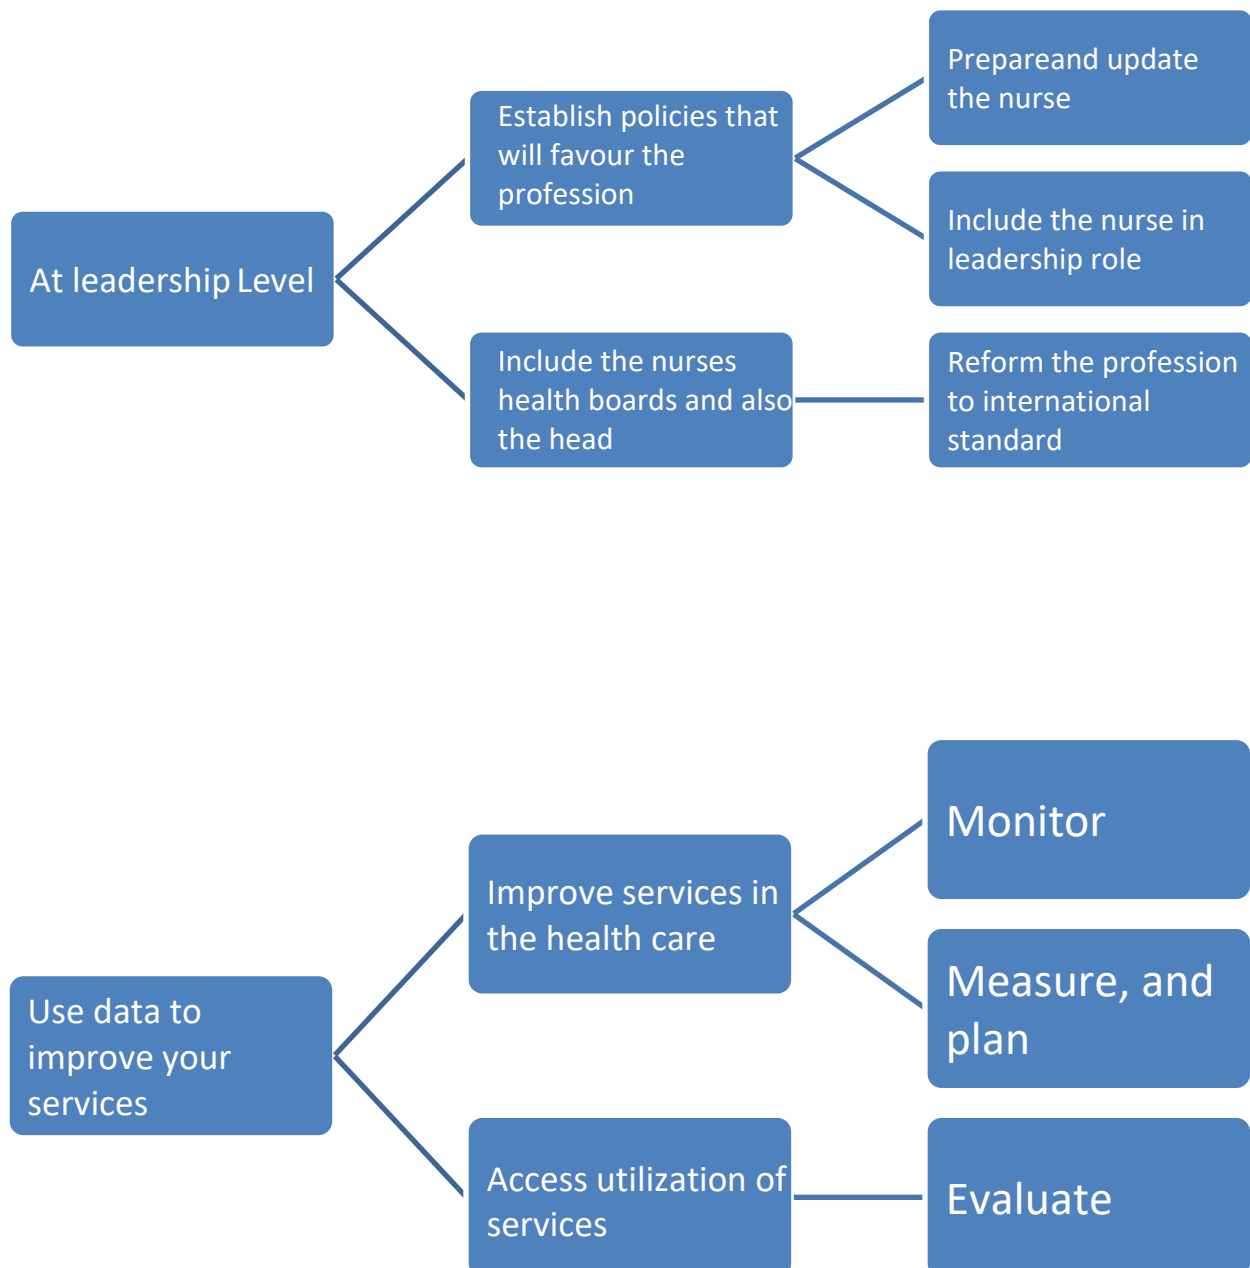 At leadership Level
Establish policies that
will favour the
profession
Prepareand update
the nurse
Include the nurse in
leadership role
Include the nurses
health boards and also
the head
Reform the profession
to international
standard
Use data to
improve your
services
Improve services in
the health care
Monitor
Measure, and
plan
Access utilization of
services
Evaluate